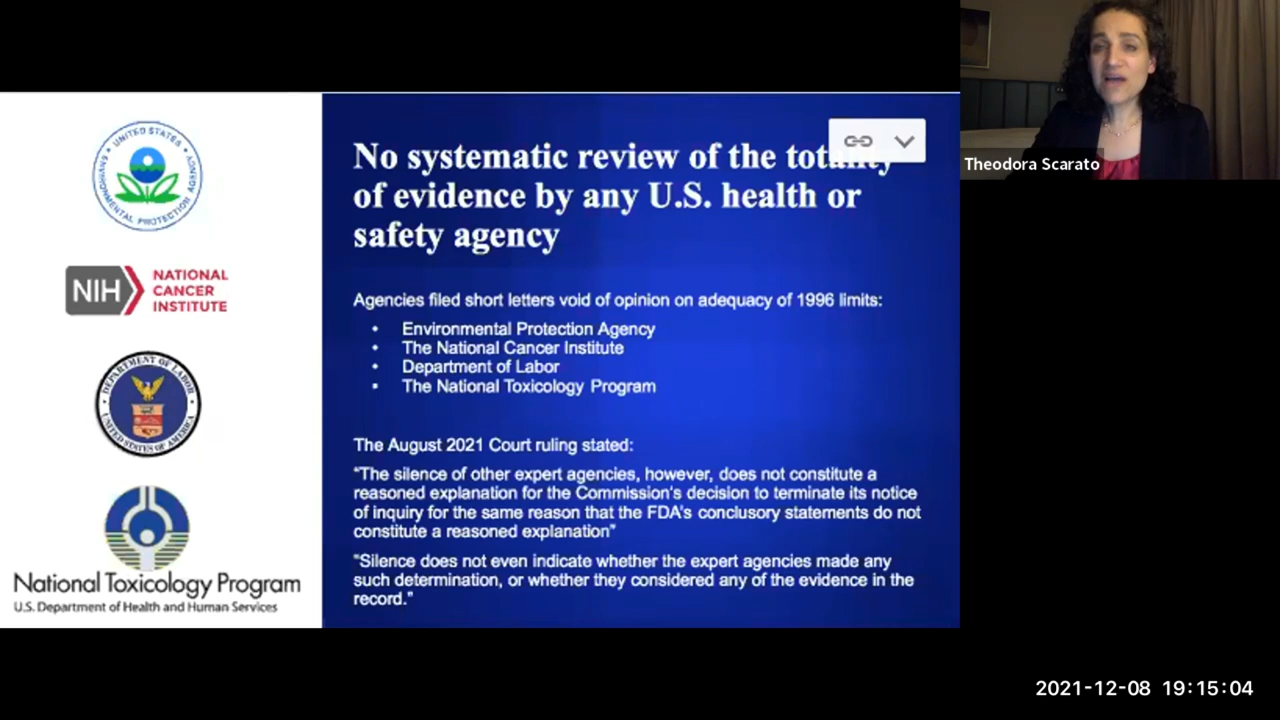 UNITED STATES
ENVIRONMENTAL PROTECTION AGENCY
NIH
NATIONAL
CANCER
INSTITUTE
DEPARTMENT OF LABOR
UNITED STATES OF AMERICA
National Toxicology Program
U.S. Department of Health and Human Services
No systematic review of the totality
of evidence by any U.S. health or
safety agency
Agencies filed short letters void of opinion on adequacy of 1996 limits:
• Environmental Protection Agency
• The National Cancer Institute
• Department of Labor
• The National Toxicology Program
The August 2021 Court ruling stated:
"The silence of other expert agencies, however, does not constitute a
reasoned explanation for the Commission's decision to terminate its notice
of inquiry for the same reason that the FDA's conclusory statements do not
constitute a reasoned explanation"
"Silence does not even indicate whether the expert agencies made any
such determination, or whether they considered any of the evidence in the
record."
Theodora Scarato
2021-12-08 19:15:04